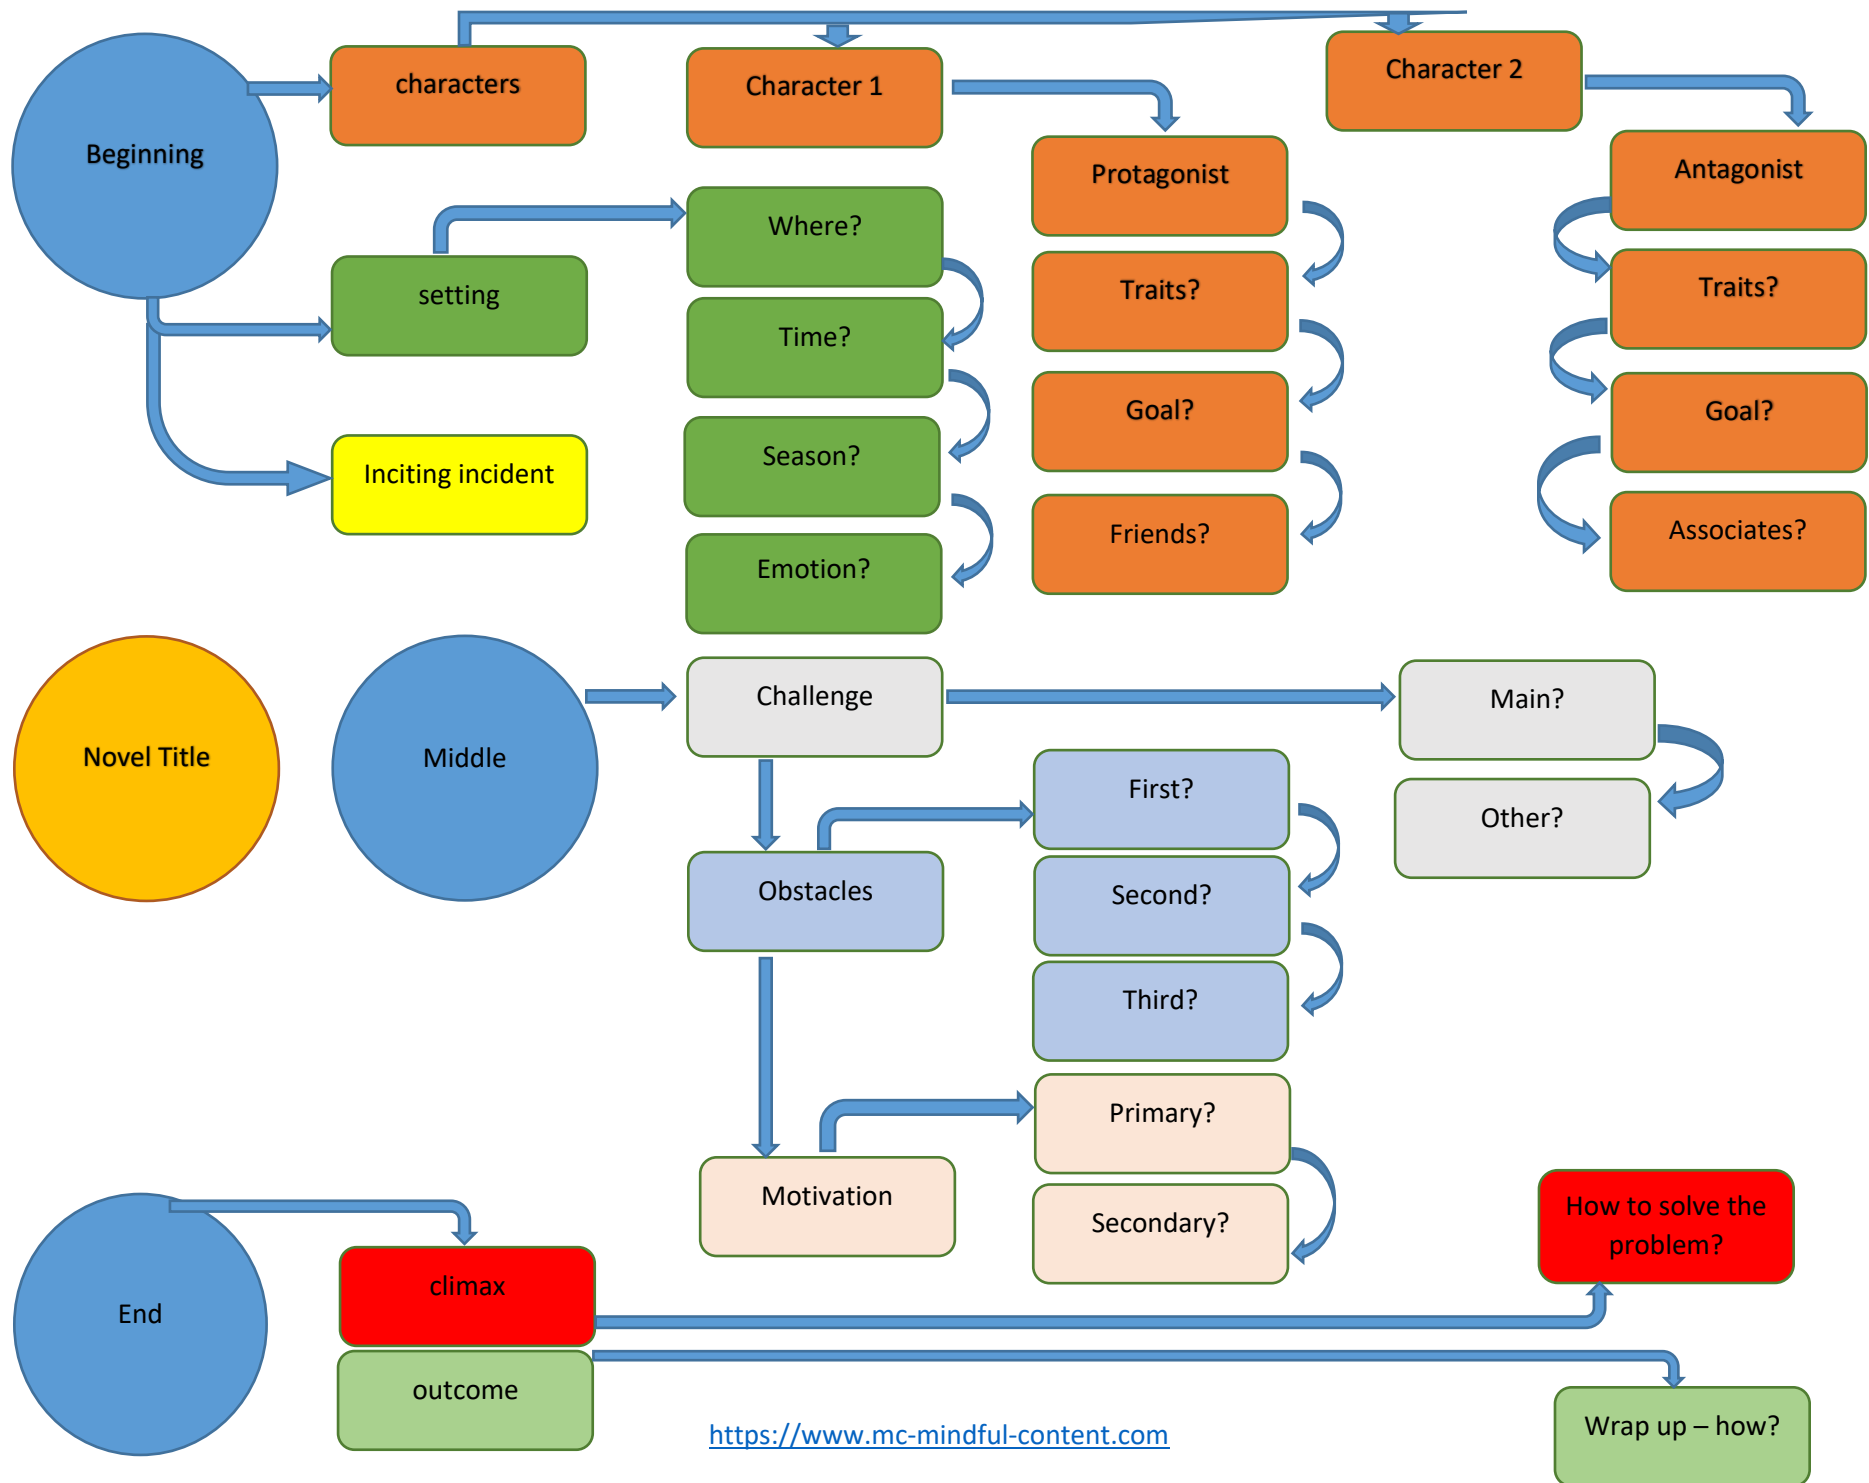 Beginning
characters
Character 1
Character 2
Protagonist
Antagonist
setting
Where?
Traits?
Traits?
Time?
Goal?
Goal?
Inciting incident
Season?
Friends?
Associates?
Emotion?
Novel Title
Middle
Challenge
Main?
Other?
Obstacles
First?
Second?
Third?
Motivation
Primary?
Secondary?
End
climax
How to solve the
problem?
outcome
Wrap up – how?
https://www.mc-mindful-content.com